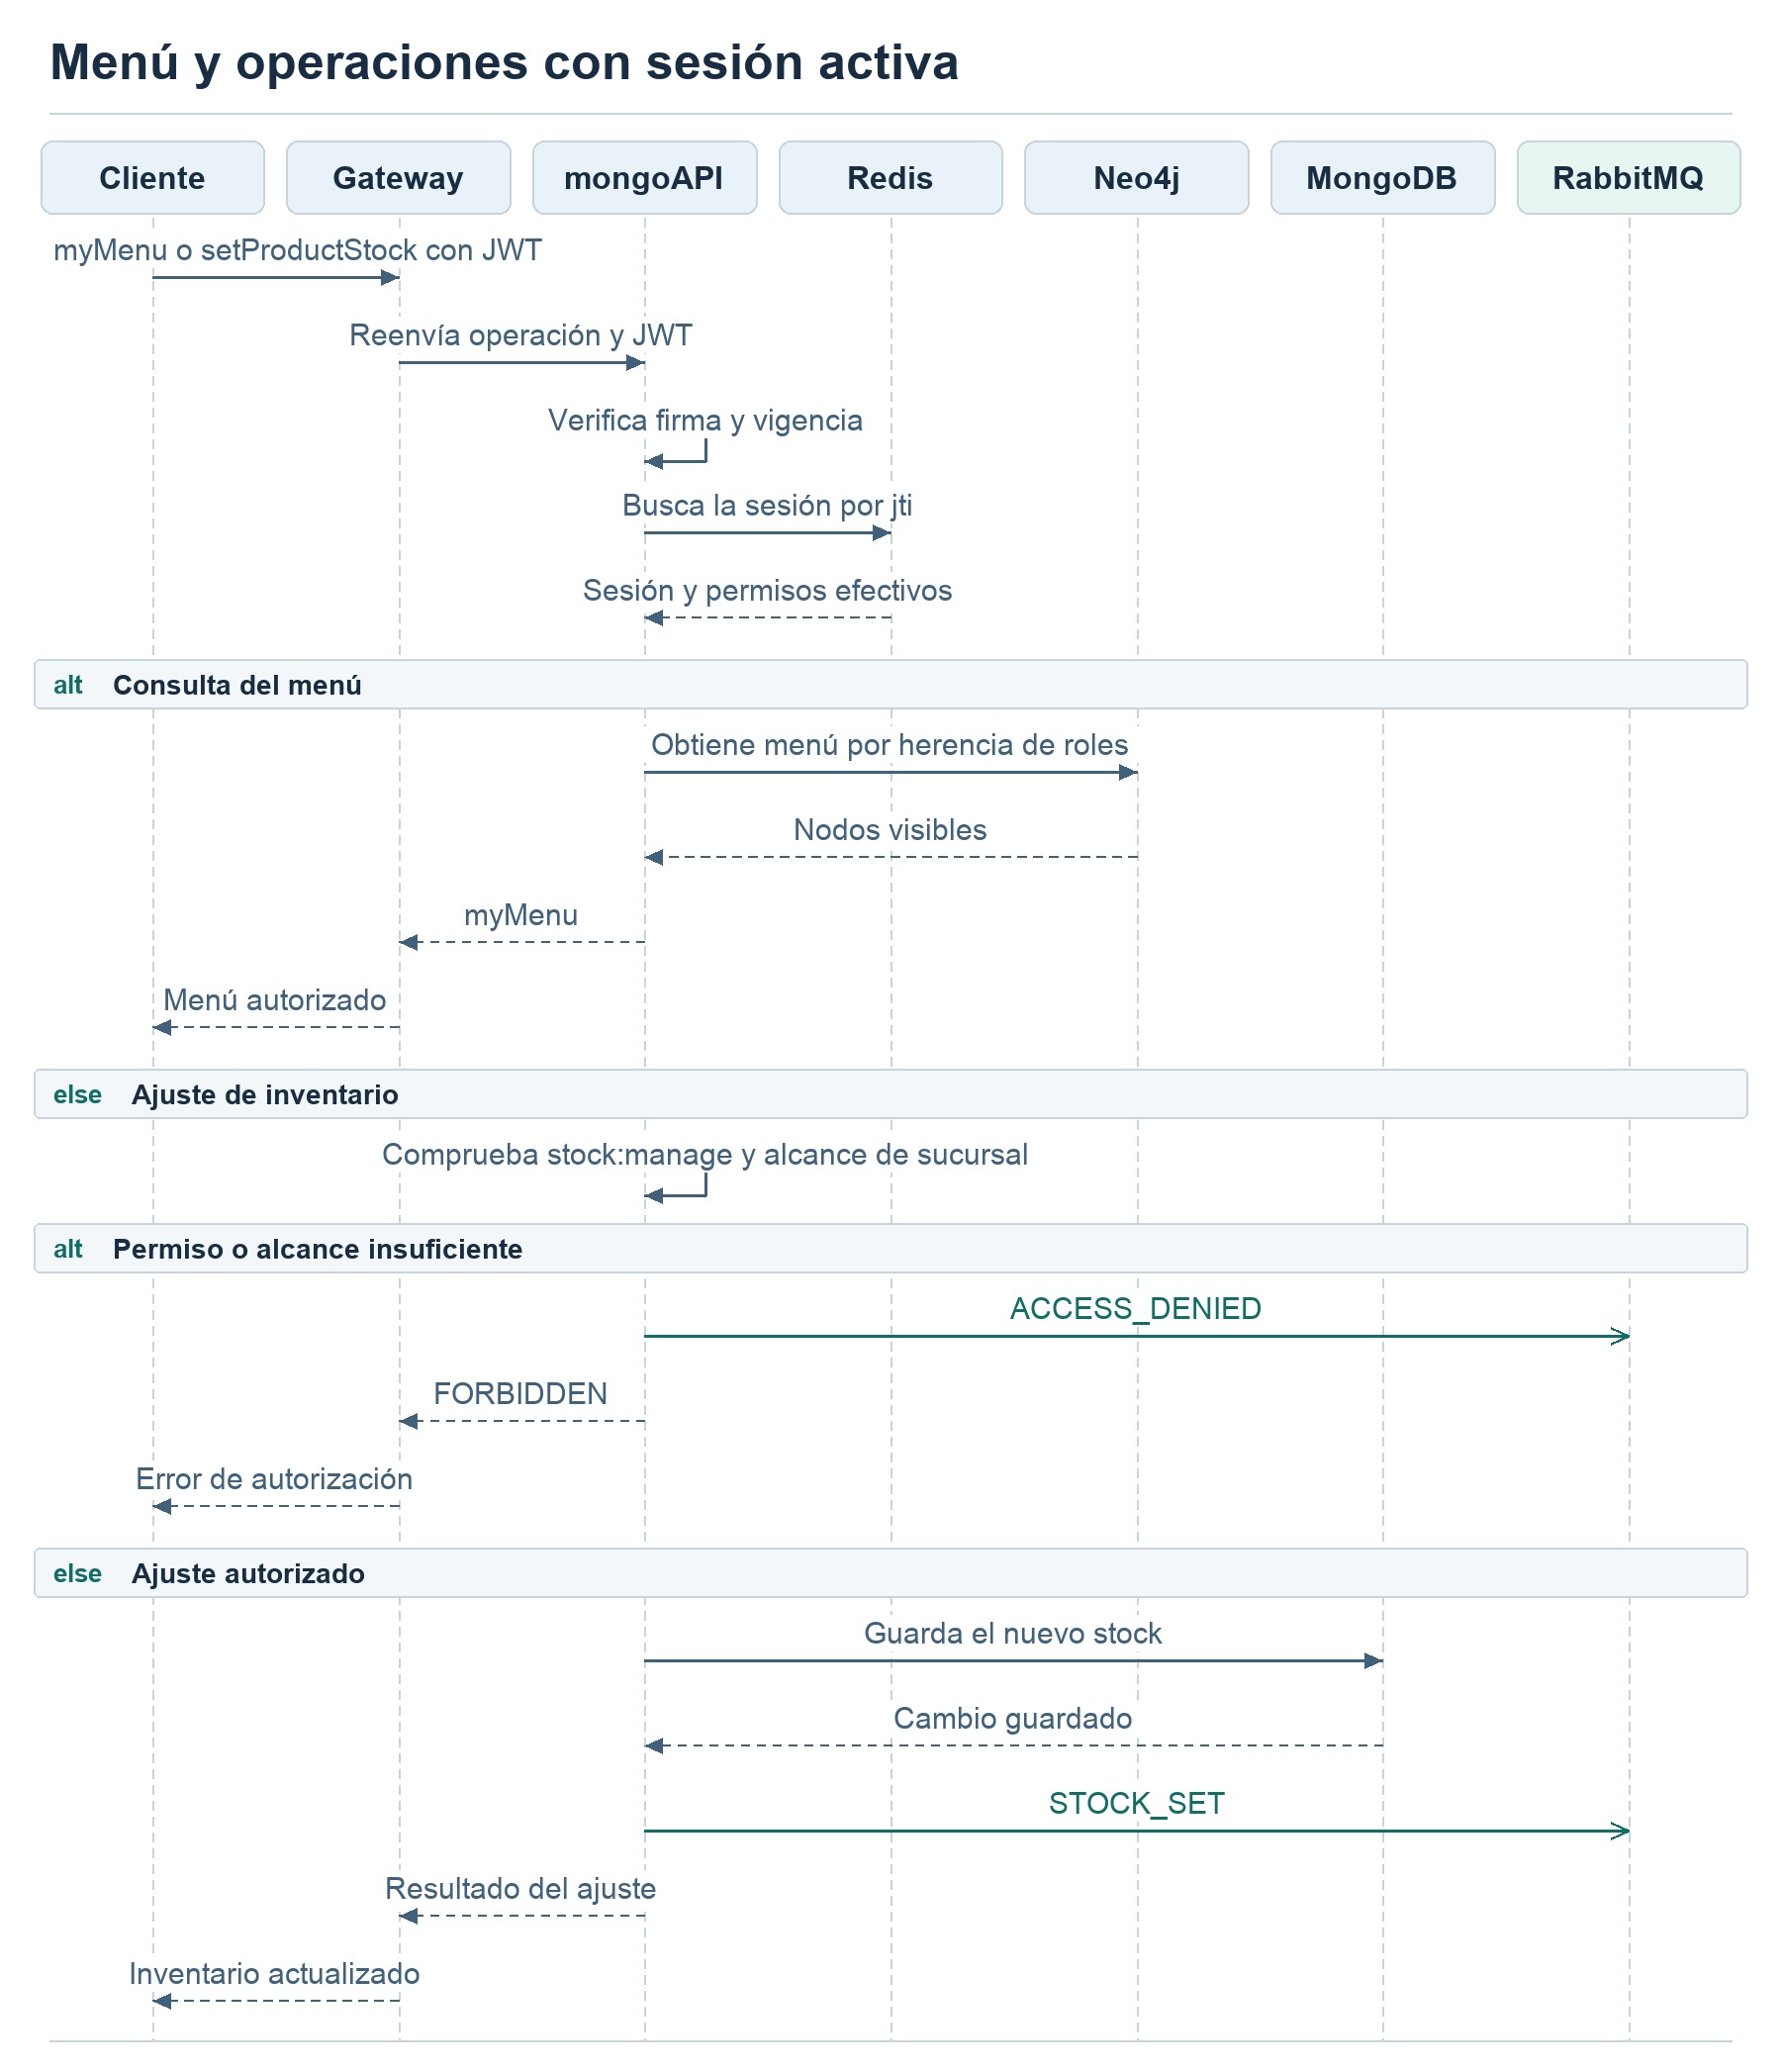 Menú y operaciones con sesión activa
Cliente
Gateway
mongoAPI
Redis
Neo4j
MongoDB
RabbitMQ
myMenu o setProductStock con JWT
Reenvía operación y JWT
Verifica firma y vigencia
Busca la sesión por jti
Sesión y permisos efectivos
alt Consulta del menú
Obtiene menú por herencia de roles
Nodos visibles
myMenu
Menú autorizado
else Ajuste de inventario
Comprueba stock:manage y alcance de sucursal
alt Permiso o alcance insuficiente
ACCESS_DENIED
FORBIDDEN
Error de autorización
else Ajuste autorizado
Guarda el nuevo stock
Cambio guardado
STOCK_SET
Resultado del ajuste
Inventario actualizado